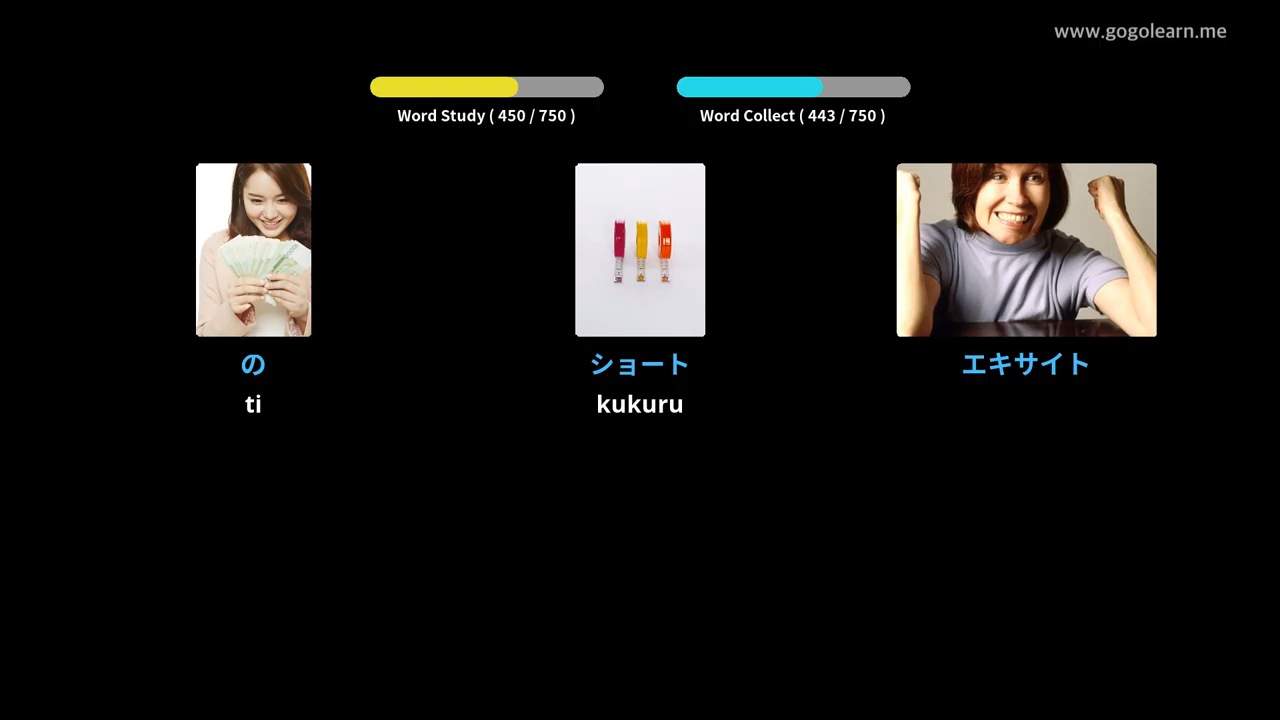 www.gogolearn.me
Word Study ( 450 / 750 )
Word Collect ( 443 / 750 )
の
ショート
エキサイト
ti
kukuru